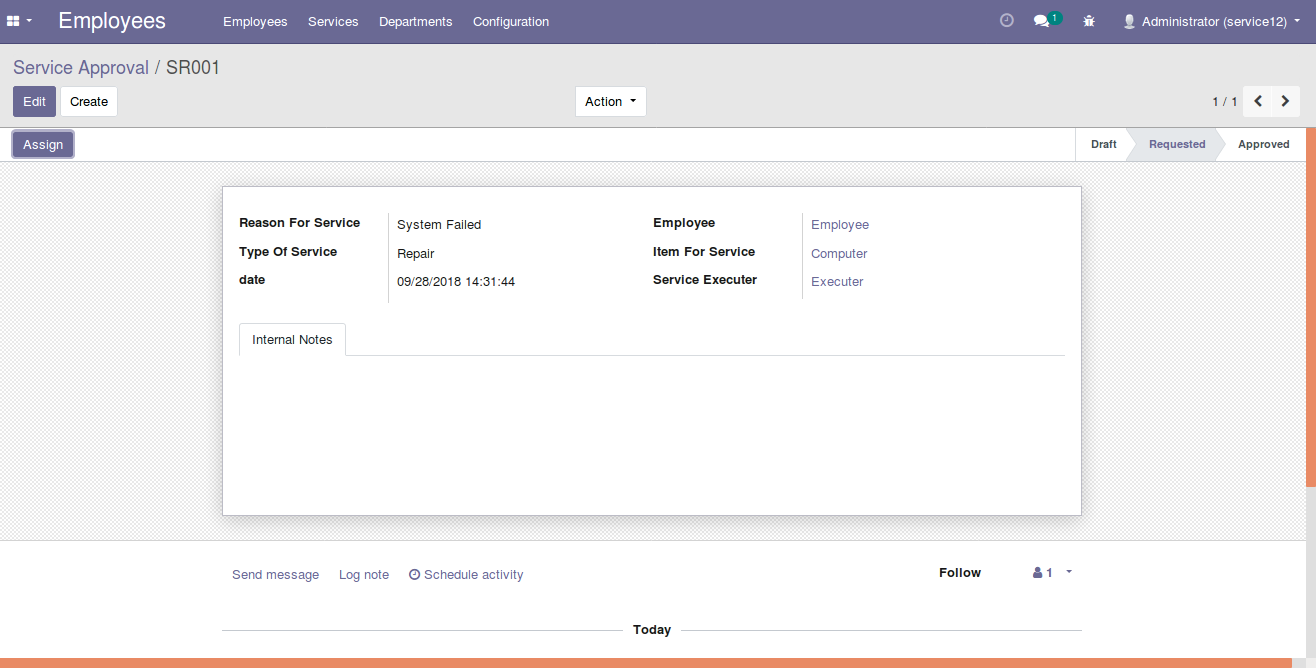 Employees Employees Services Departments Configuration 1 Administrator (service12)
Service Approval / SR001
Edit Create Action 1 / 1
Assign Draft Requested Approved
Reason For Service System Failed Employee Employee
Type Of Service Repair Item For Service Computer
date 09/28/2018 14:31:44 Service Executer Executer
Internal Notes
Send message Log note Schedule activity Follow 1
Today